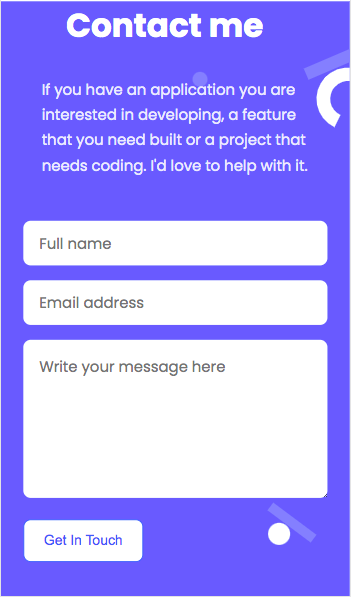 Contact me
If you have an application you are
interested in developing, a feature
that you need built or a project that
needs coding. I'd love to help with it.
Full name
Email address
Write your message here
Get In Touch